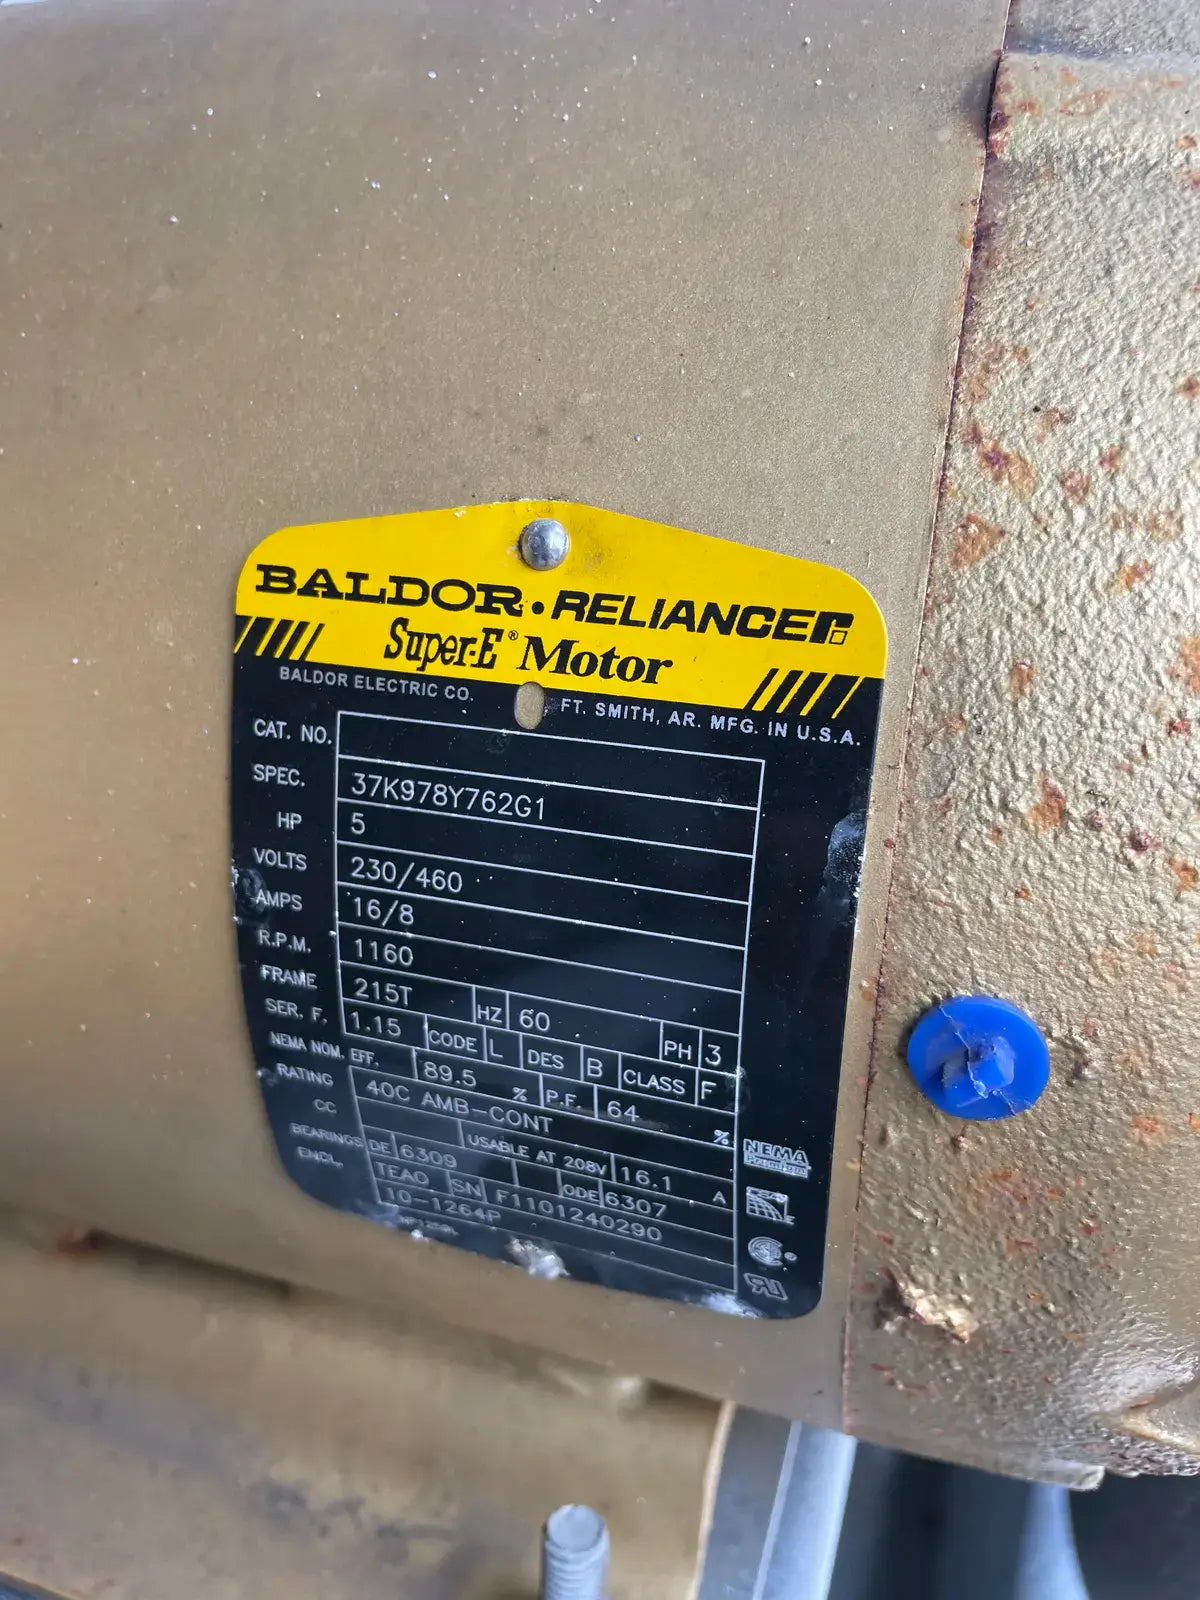 BALDOR • RELIANCER
Super-E® Motor
BALDOR ELECTRIC CO. FT. SMITH, AR. MFG. IN U.S.A.
CAT. NO.
SPEC. 37K978Y762G1
HP 5
VOLTS 230/460
AMPS 16/8
R.P.M. 1160
FRAME 215T HZ 60 PH 3
SER. F. 1.15 CODE L DES B CLASS F
NEMA NOM. EFF. 89.5 % P.F. 64 %
RATING 40C AMB-CONT
CC USABLE AT 208V 16.1 A
BEARINGS DE 6309 ODE 6307
ENCL. TEAO SN F1101240290
10-1264P
NEMA
Premium